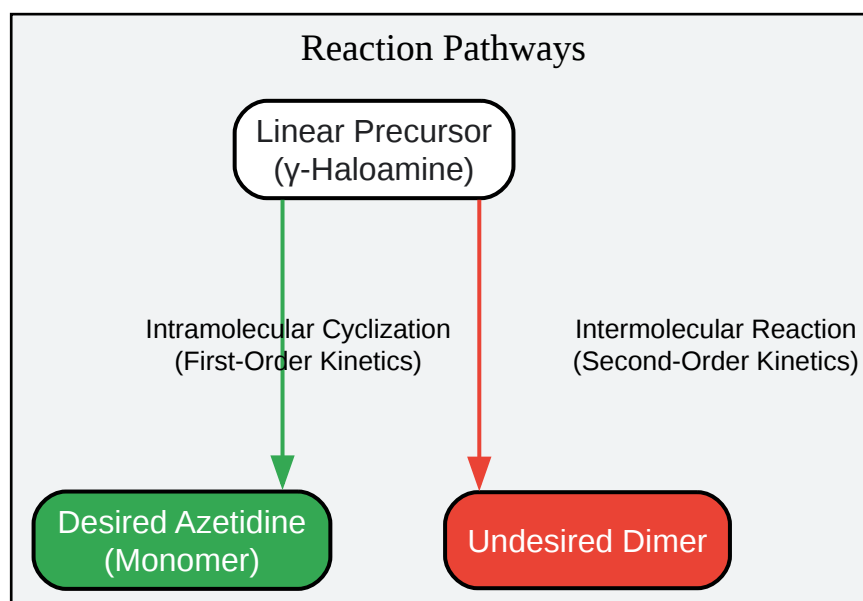 Reaction Pathways
Linear Precursor
(γ-Haloamine)
Intramolecular Cyclization
(First-Order Kinetics)
Intermolecular Reaction
(Second-Order Kinetics)
Desired Azetidine
(Monomer)
Undesired Dimer